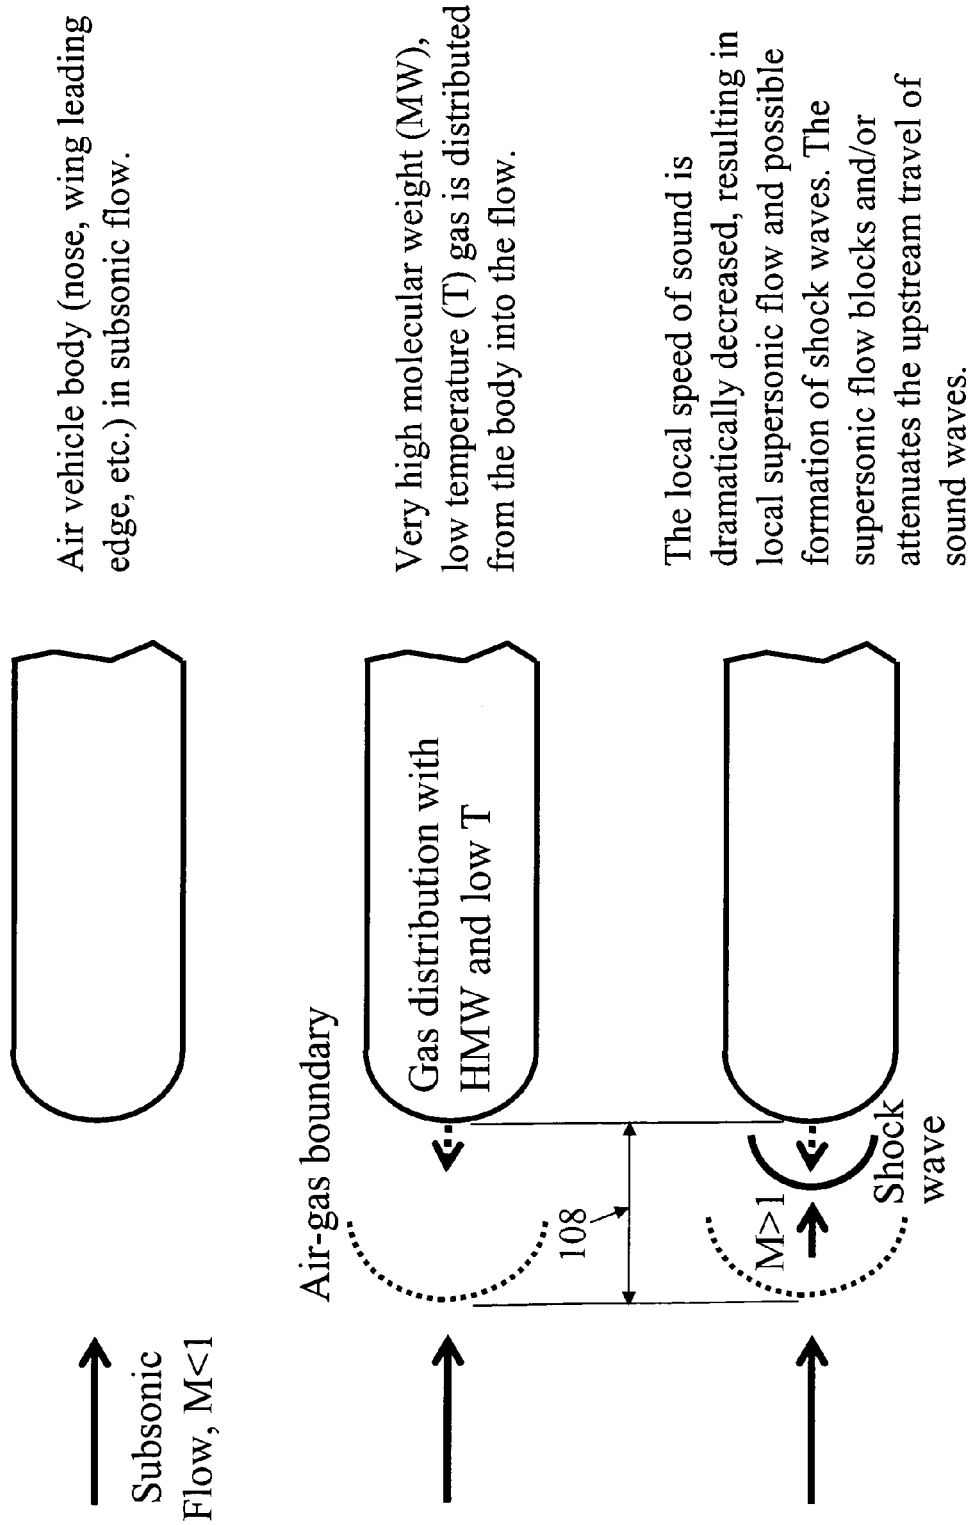 Subsonic
Flow, M<1
Air vehicle body (nose, wing leading
edge, etc.) in subsonic flow.
Air-gas boundary
Gas distribution with
HMW and low T
Very high molecular weight (MW),
low temperature (T) gas is distributed
from the body into the flow.
108
M>1
Shock
wave
The local speed of sound is
dramatically decreased, resulting in
local supersonic flow and possible
formation of shock waves. The
supersonic flow blocks and/or
attenuates the upstream travel of
sound waves.